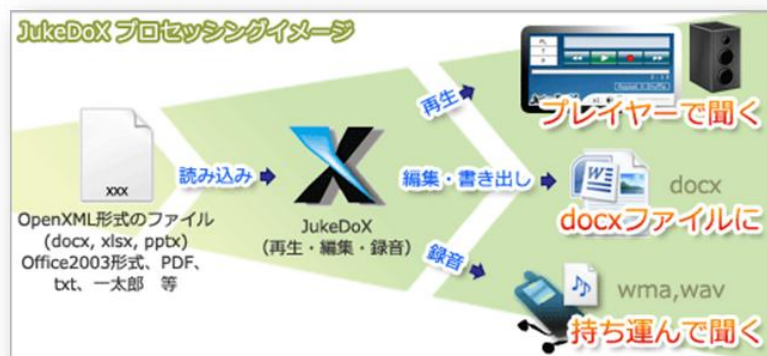 JukeDoX プロセッシングイメージ
再生
プレイヤーで聞く
XXX
読み込み
編集・書き出し
docx
docxファイルに
OpenXML形式のファイル
(docx, xlsx, pptx)
Office2003形式、PDF、
txt、一太郎 等
JukeDoX
(再生・編集・録音)
録音
wma,wav
持ち運んで聞く